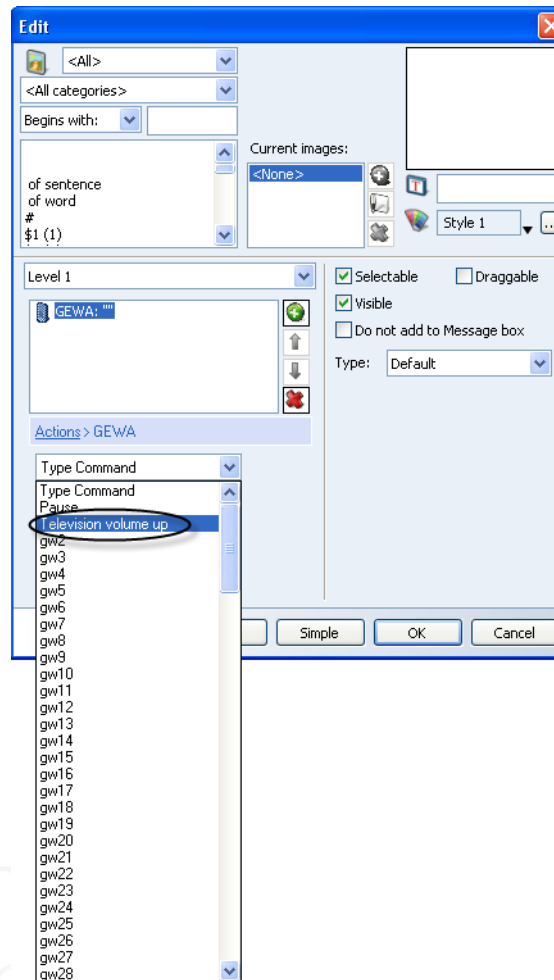 Edit
<All>
<All categories>
Begins with:
of sentence
of word
#
$1 (1)
Current images:
<None>
Style 1
...
Level 1
GEWA: ""
Actions > GEWA
Selectable
Draggable
Visible
Do not add to Message box
Type: Default
Type Command
Type Command
Pause
Television volume up
gw2
gw3
gw4
gw5
gw6
gw7
gw8
gw9
gw10
gw11
gw12
gw13
gw14
gw15
gw16
gw17
gw18
gw19
gw20
gw21
gw22
gw23
gw24
gw25
gw26
gw27
gw28
Simple
OK
Cancel